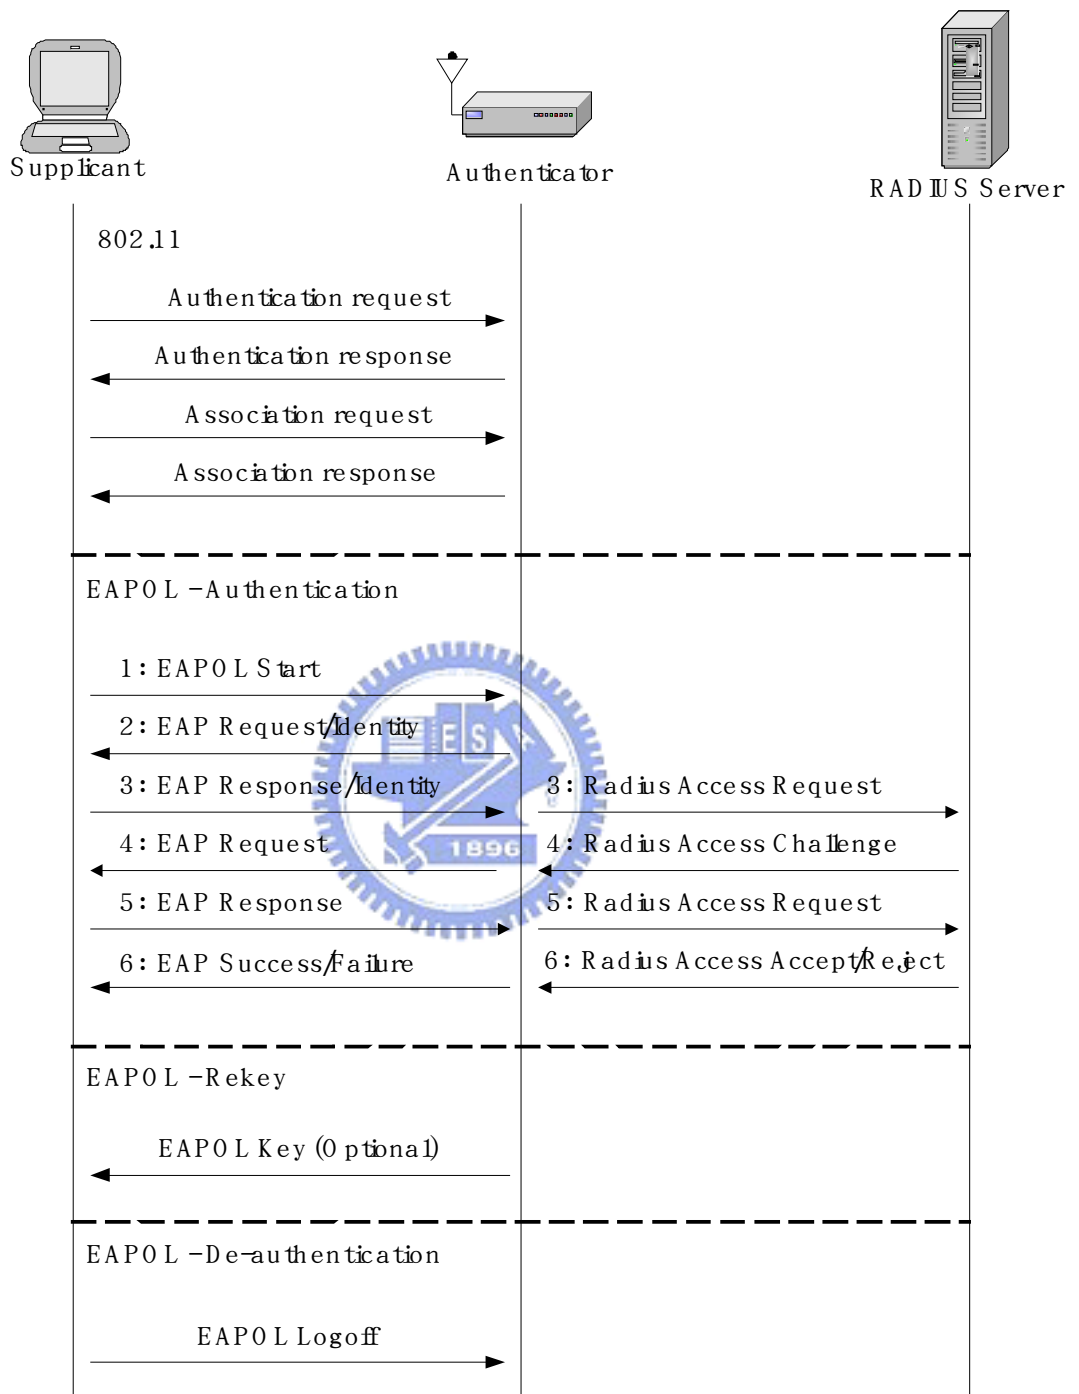 Supplicant
Authenticator
RADIUS Server
802.11
Authentication request
Authentication response
Association request
Association response
EAPOL-Authentication
1: EAPOL Start
2: EAP Request/Identity
3: EAP Response/Identity
3: Radius Access Request
4: EAP Request
4: Radius Access Challenge
5: EAP Response
5: Radius Access Request
6: EAP Success/Failure
6: Radius Access Accept/Reject
ES
1896
EAPOL-Rekey
EAPOL Key (Optional)
EAPOL-De-authentication
EAPOL Logoff